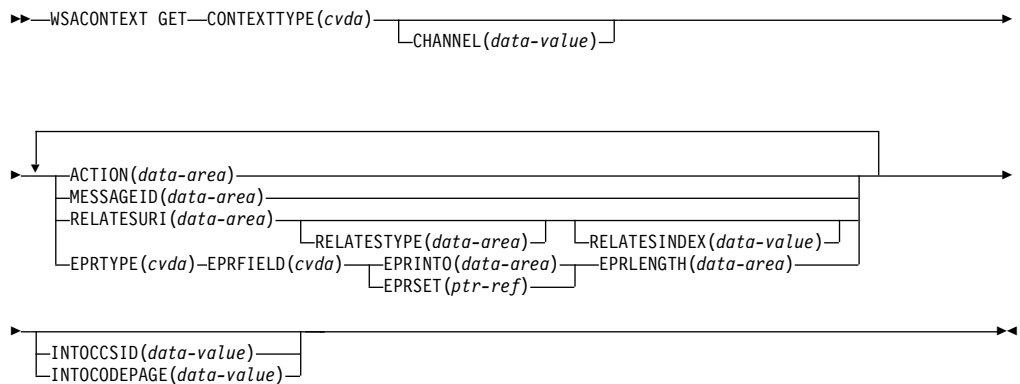 WSACONTEXT GET CONTEXTTYPE(cvda)
CHANNEL(data-value)
ACTION(data-area)
MESSAGEID(data-area)
RELATESURI(data-area)
RELATESTYPE(data-area) RELATESINDEX(data-value)
EPRTYPE(cvda) EPRFIELD(cvda) EPRINTO(data-area) EPRLENGTH(data-area)
EPRSET(ptr-ref)
INTOCCSID(data-value)
INTOCODEPAGE(data-value)